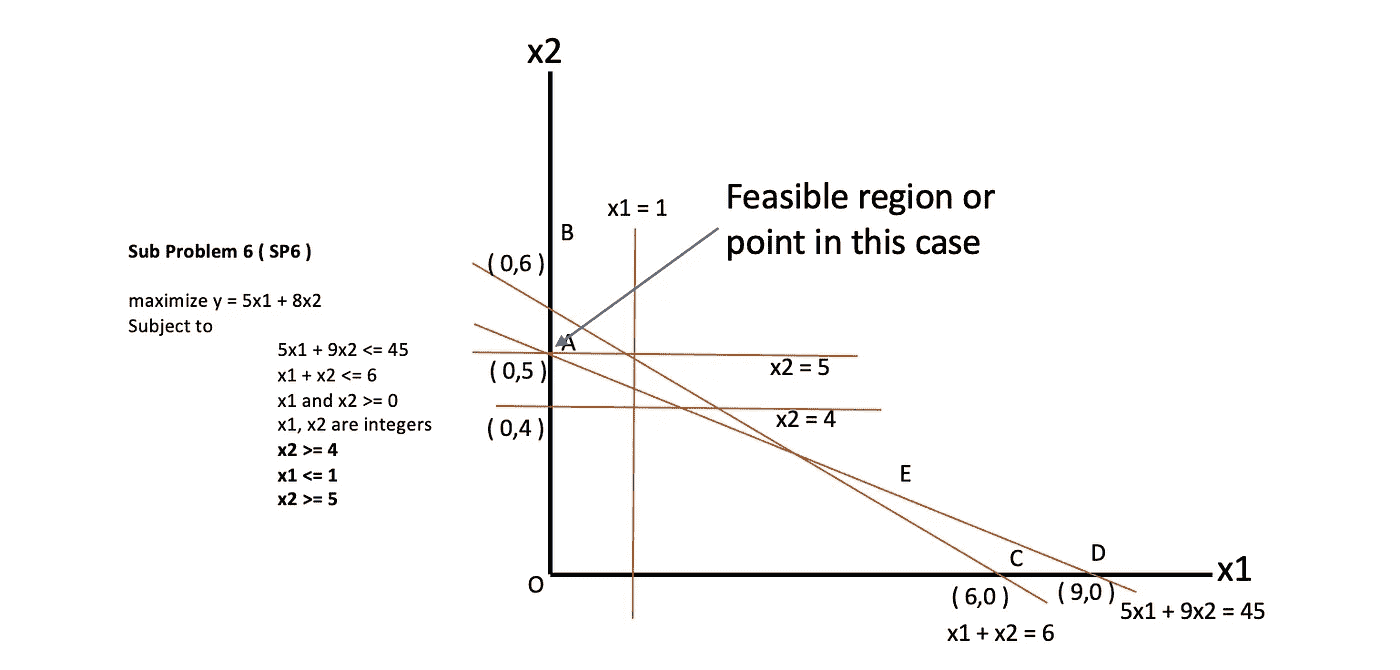 x2
Feasible region or
point in this case
x1 = 1
B
Sub Problem 6 ( SP6 )
( 0,6 )
maximize y = 5x1 + 8x2
Subject to
5x1 + 9x2 <= 45
x1 + x2 <= 6
x1 and x2 >= 0
x1, x2 are integers
x2 >= 4
x1 <= 1
x2 >= 5
A
( 0,5 )
x2 = 5
( 0,4 )
x2 = 4
E
C
D
x1
O
( 6,0 )
( 9,0 )
5x1 + 9x2 = 45
x1 + x2 = 6